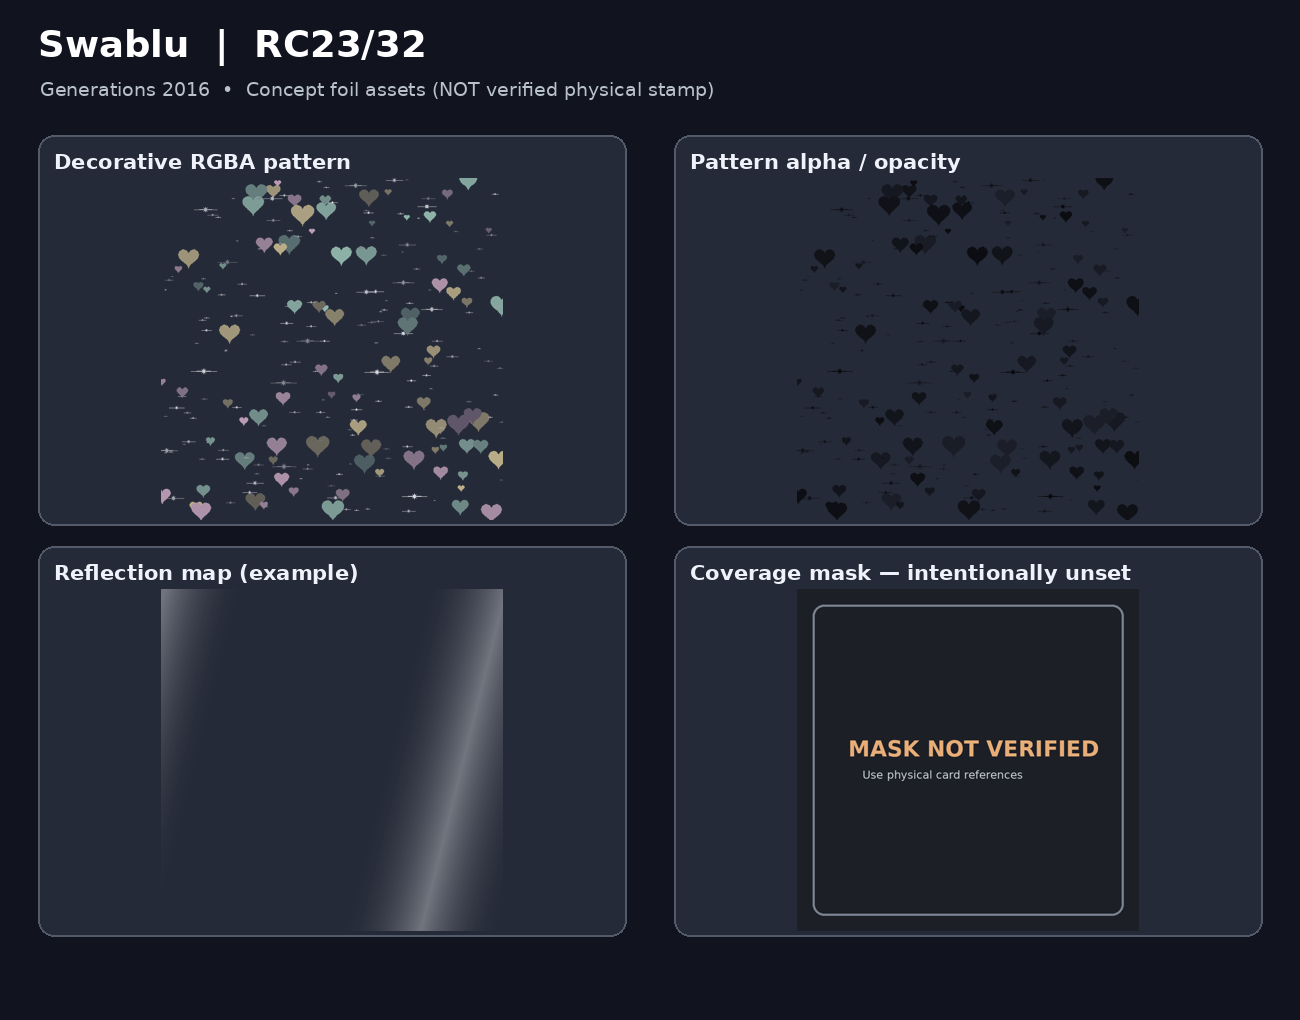 Swablu | RC23/32
Generations 2016 • Concept foil assets (NOT verified physical stamp)
Decorative RGBA pattern
Pattern alpha / opacity
Reflection map (example)
Coverage mask — intentionally unset
MASK NOT VERIFIED
Use physical card references